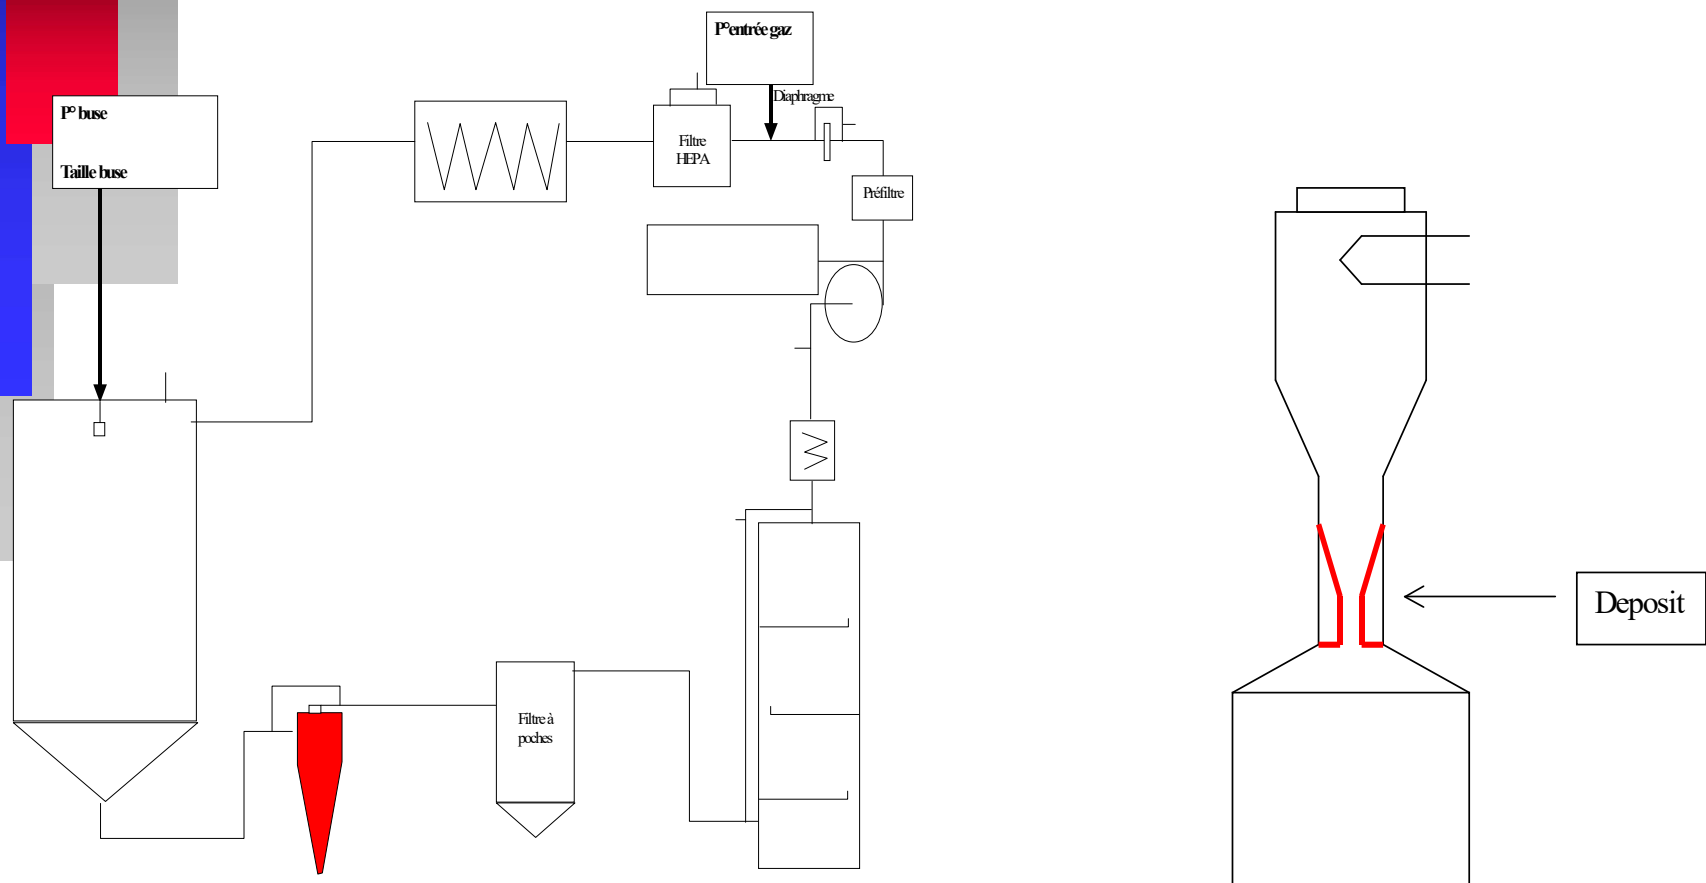 P° entrée gaz
P° buse
Diaphragme
Filtre
HEPA
Taille buse
Préfiltre
Deposit
Filtre à
poches